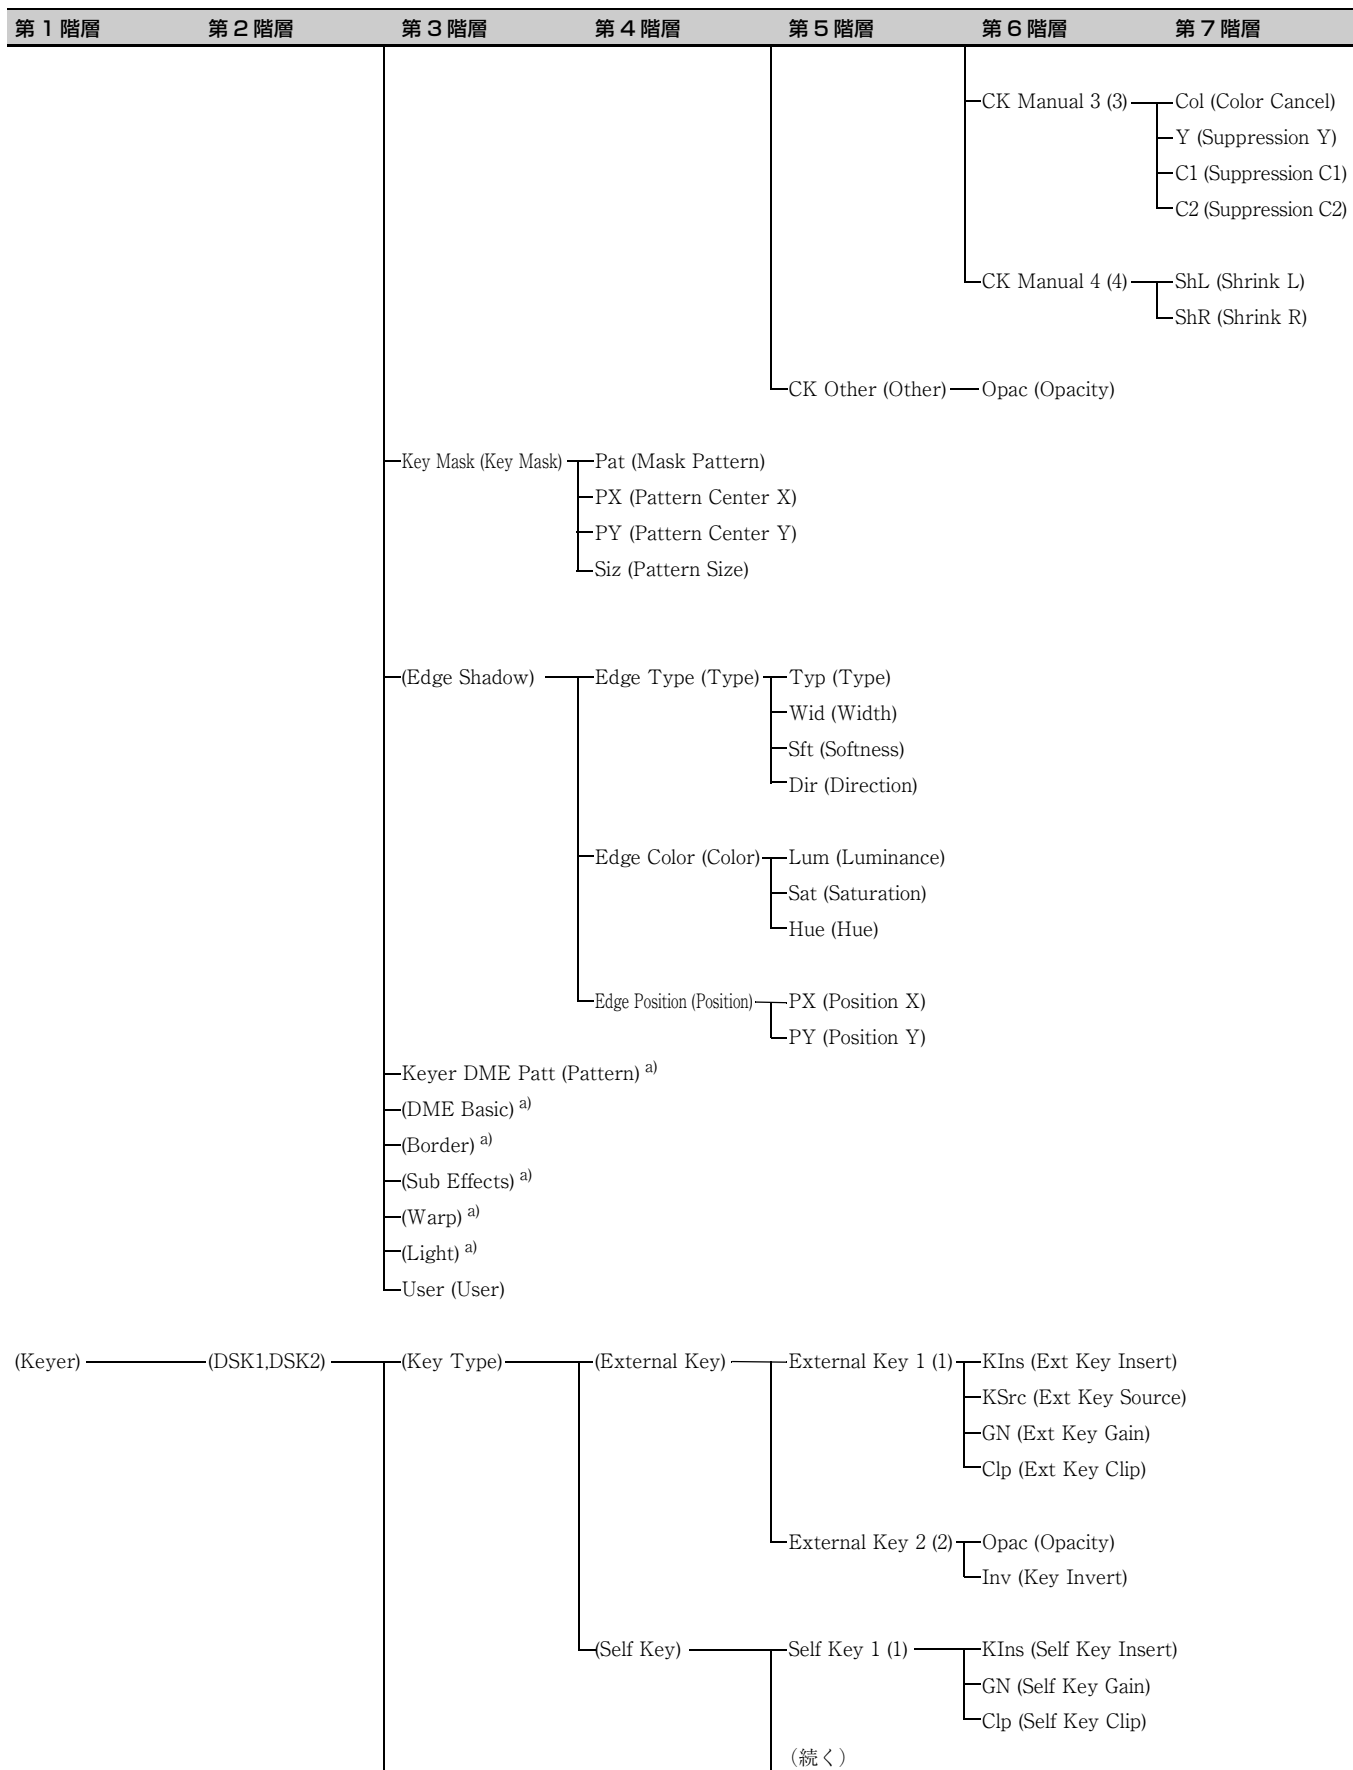 第 1 階層 第 2 階層 第 3 階層 第 4 階層 第 5 階層 第 6 階層 第 7 階層
CK Manual 3 (3) Col (Color Cancel)
Y (Suppression Y)
C1 (Suppression C1)
C2 (Suppression C2)
CK Manual 4 (4) ShL (Shrink L)
ShR (Shrink R)
CK Other (Other) Opac (Opacity)
Key Mask (Key Mask) Pat (Mask Pattern)
PX (Pattern Center X)
PY (Pattern Center Y)
Siz (Pattern Size)
(Edge Shadow) Edge Type (Type) Typ (Type)
Wid (Width)
Sft (Softness)
Dir (Direction)
Edge Color (Color) Lum (Luminance)
Sat (Saturation)
Hue (Hue)
Edge Position (Position) PX (Position X)
PY (Position Y)
Keyer DME Patt (Pattern) a)
(DME Basic) a)
(Border) a)
(Sub Effects) a)
(Warp) a)
(Light) a)
User (User)
(Keyer) (DSK1,DSK2) (Key Type) (External Key) External Key 1 (1) KIns (Ext Key Insert)
KSrc (Ext Key Source)
GN (Ext Key Gain)
Clp (Ext Key Clip)
External Key 2 (2) Opac (Opacity)
Inv (Key Invert)
(Self Key) Self Key 1 (1) KIns (Self Key Insert)
GN (Self Key Gain)
Clp (Self Key Clip)
（続く）